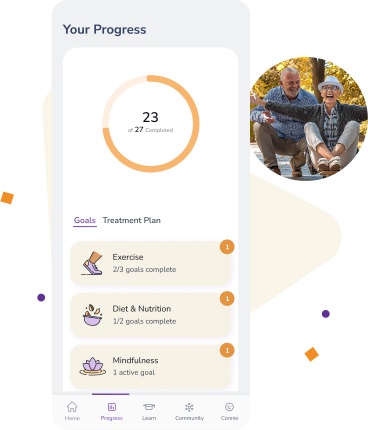 Your Progress
23
of 27 Completed
Goals Treatment Plan
1
Exercise
2/3 goals complete
1
Diet & Nutrition
1/2 goals complete
1
Mindfulness
1 active goal
Home Progress Learn Community Connie